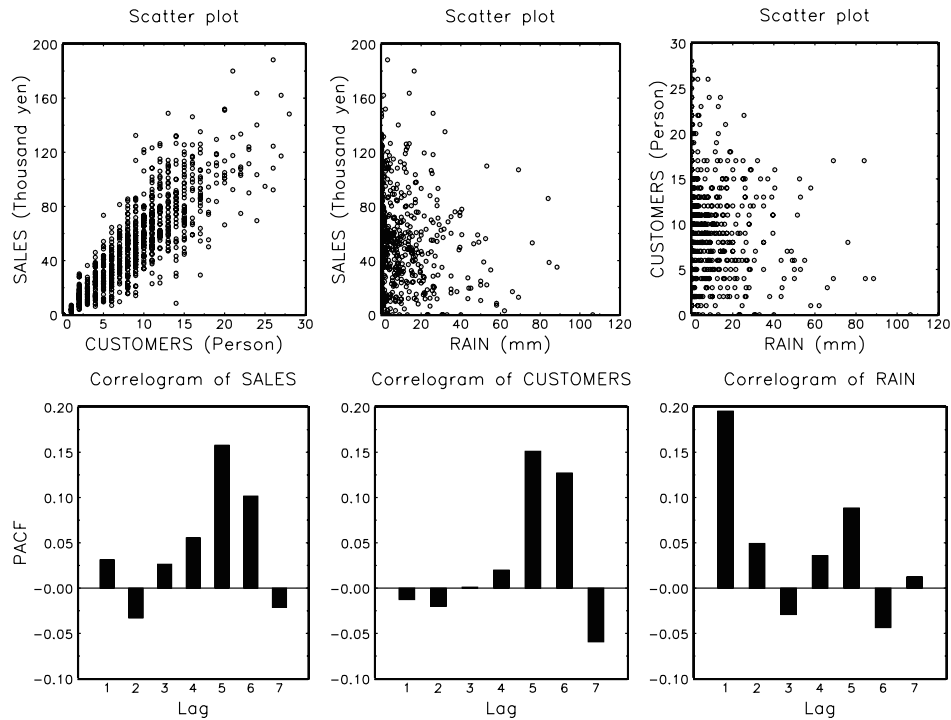 Scatter plot
SALES (Thousand yen)
200
160
120
80
40
0
0 5 10 15 20 25 30
CUSTOMERS (Person)
Scatter plot
SALES (Thousand yen)
200
160
120
80
40
0
0 20 40 60 80 100 120
RAIN (mm)
Scatter plot
CUSTOMERS (Person)
30
25
20
15
10
5
0
0 20 40 60 80 100 120
RAIN (mm)
Correlogram of SALES
PACF
0.20
0.15
0.10
0.05
-0.00
-0.05
-0.10
1 2 3 4 5 6 7
Lag
Correlogram of CUSTOMERS
0.20
0.15
0.10
0.05
-0.00
-0.05
-0.10
1 2 3 4 5 6 7
Lag
Correlogram of RAIN
0.20
0.15
0.10
0.05
-0.00
-0.05
-0.10
1 2 3 4 5 6 7
Lag